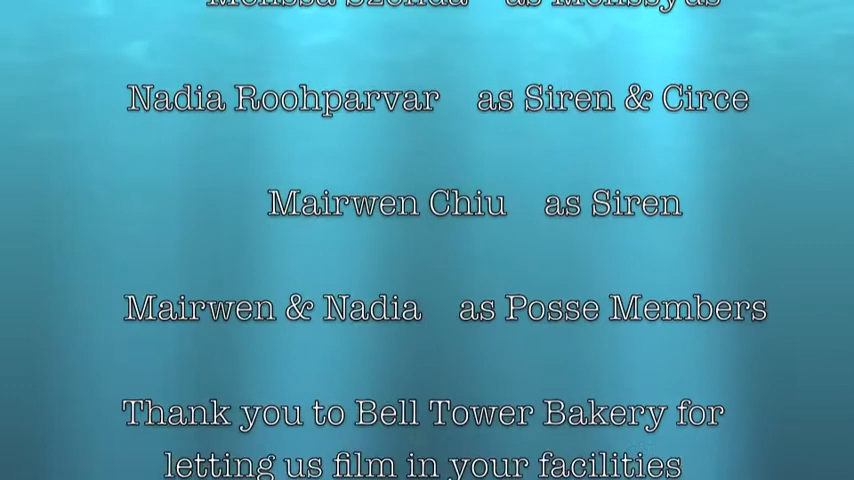 Nadia Roohparvar as Siren & Circe
Mairwen Chiu as Siren
Mairwen & Nadia as Posse Members
Thank you to Bell Tower Bakery for
letting us film in your facilities